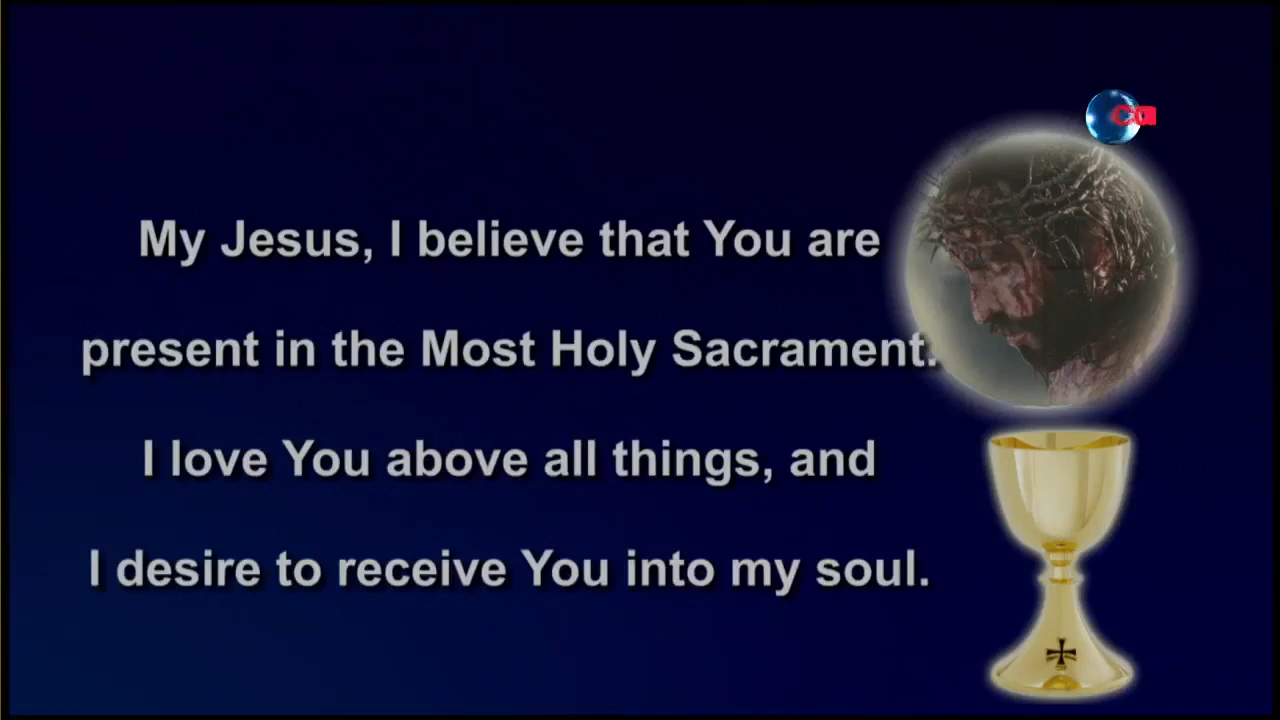 My Jesus, I believe that You are
present in the Most Holy Sacrament.
I love You above all things, and
I desire to receive You into my soul.